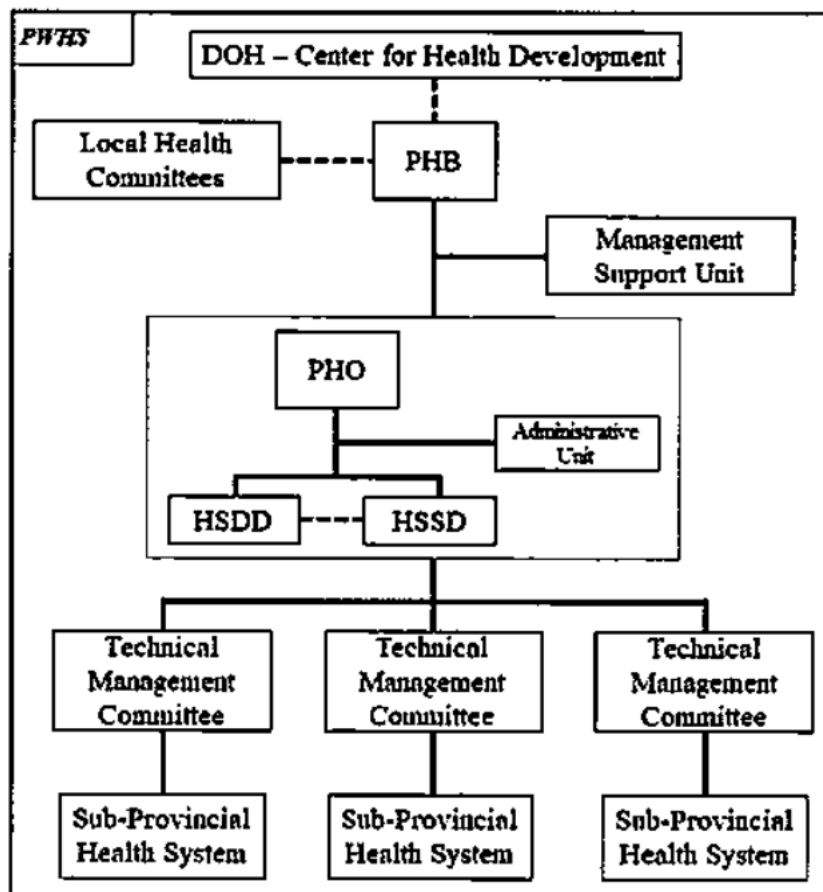 PWHS
DOH – Center for Health Development
Local Health
Committees
PHB
Management
Support Unit
PHO
Administrative
Unit
HSDD
HSSD
Technical
Management
Committee
Technical
Management
Committee
Technical
Management
Committee
Sub-Provincial
Health System
Sub-Provincial
Health System
Sub-Provincial
Health System